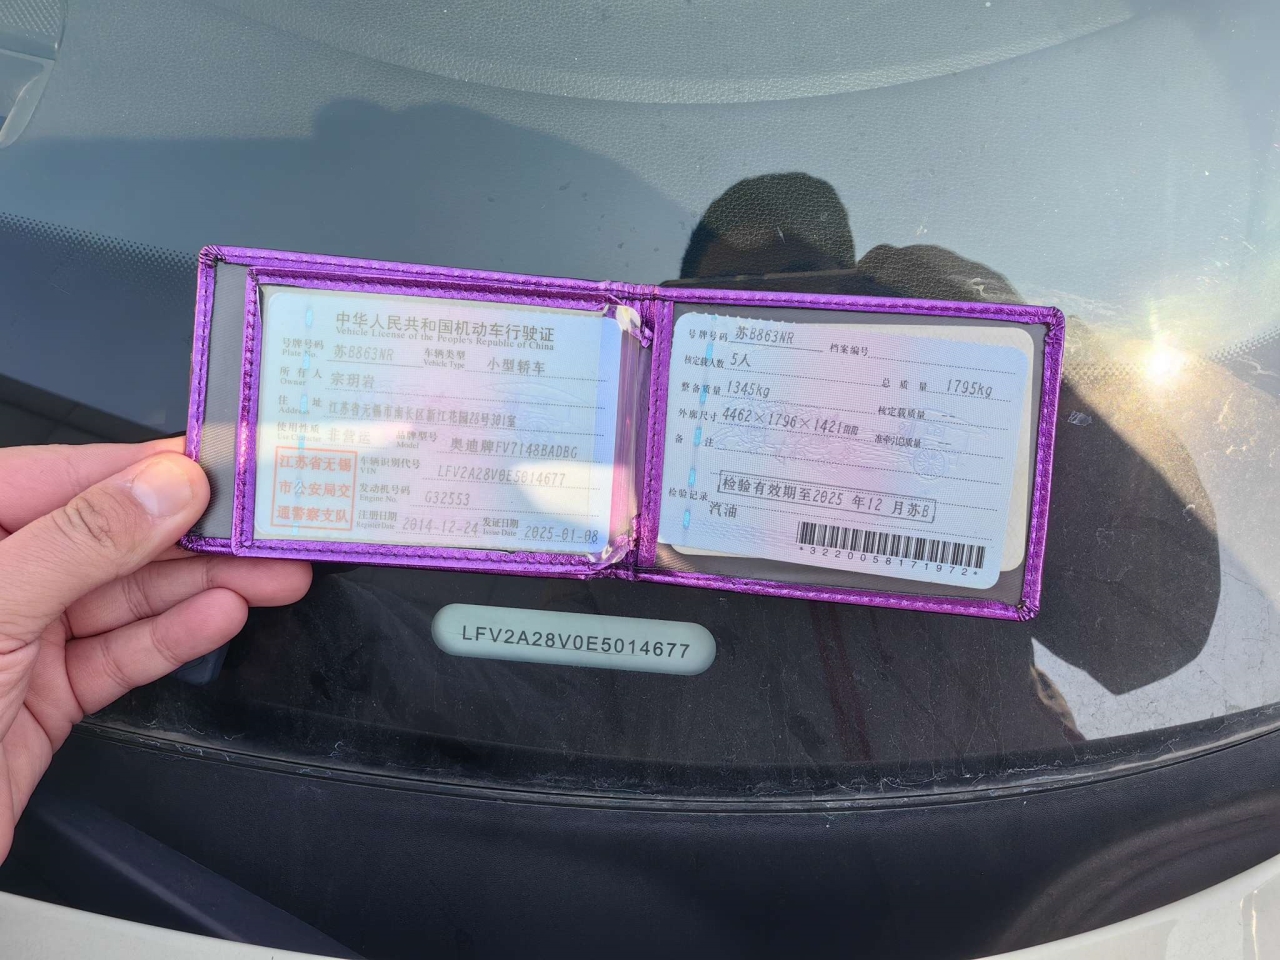 中华人民共和国机动车行驶证
Vehicle License of the People's Republic of China
号牌号码 苏B863NR 车辆类型 小型轿车
Plate No. Vehicle Type
所有人 宗玥岩
Owner
住址 江苏省无锡市南长区新江花园25号301室
Address
使用性质 非营运 品牌型号 奥迪牌FV7148BADBG
Use Character Model
江苏省无锡
市公安局交
通警察支队
车辆识别代号 LFV2A28V0E5014677
VIN
发动机号码 G32553
Engine No.
注册日期 2014-12-24 发证日期 2025-01-08
Register Date Issue Date
号牌号码 苏B863NR 档案编号
核定载人数 5人 总质量 1795kg
整备质量 1345kg 核定载质量 --
外廓尺寸 4462×1796×1421mm 准牵引总质量 --
备注
检验有效期至2025 年12 月苏B
检验记录
汽油
*3220058171972*
LFV2A28V0E5014677